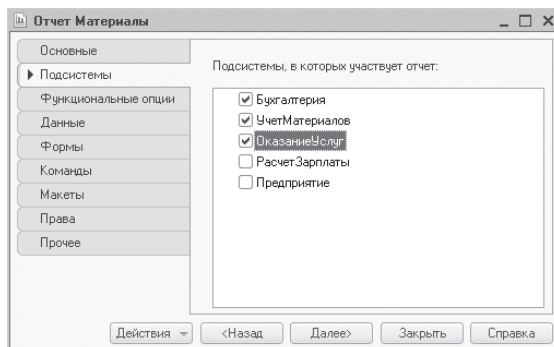 Отчет Материалы
Основные
Подсистемы
Функциональные опции
Данные
Формы
Команды
Макеты
Права
Прочее
Подсистемы, в которых участвует отчет:
Бухгалтерия
УчетМатериалов
ОказаниеУслуг
РасчетЗарплаты
Предприятие
Действия
<Назад
Далее>
Закрыть
Справка